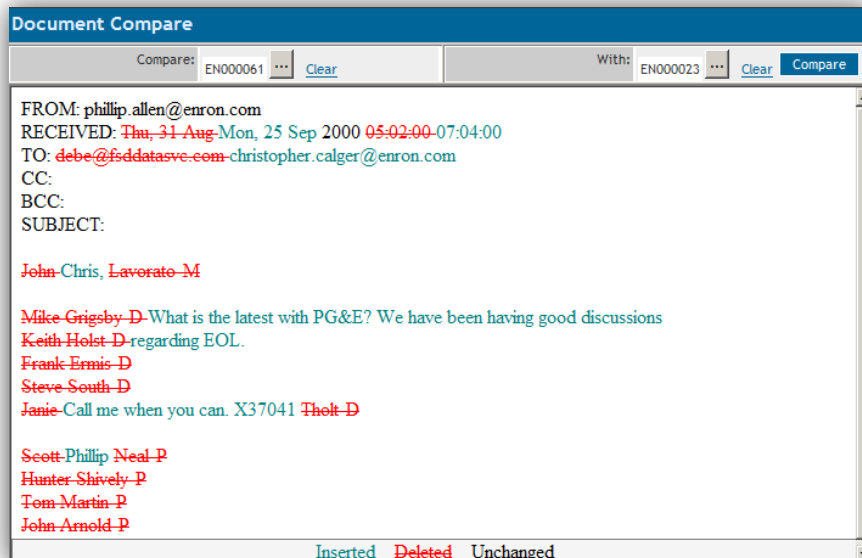 Document Compare
Compare: EN000061 ... Clear With: EN000023 ... Clear Compare
FROM: phillip.allen@enron.com
RECEIVED: Thu, 31 Aug Mon, 25 Sep 2000 05:02:00 07:04:00
TO: debe@fsddatasvc.com christopher.calger@enron.com
CC:
BCC:
SUBJECT:
John Chris, Lavorato M
Mike Grigsby D What is the latest with PG&E? We have been having good discussions
Keith Holst D regarding EOL.
Frank Ermis D
Steve South D
Janie Call me when you can. X37041 Tholt D
Scott Phillip Neal P
Hunter Shively P
Tom Martin P
John Arnold P
Inserted Deleted Unchanged